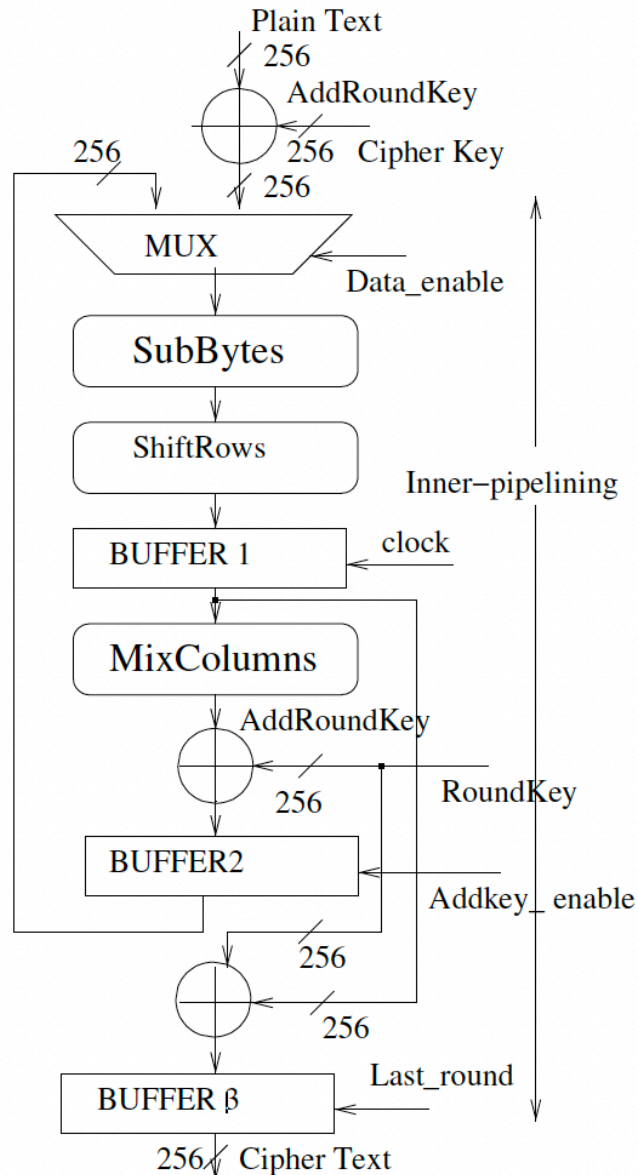 Plain Text
256
AddRoundKey
256
256
Cipher Key
256
MUX
Data_enable
SubBytes
ShiftRows
Inner-pipelining
clock
BUFFER 1
MixColumns
AddRoundKey
256
RoundKey
BUFFER2
Addkey_ enable
256
256
Last_round
BUFFER β
256
Cipher Text